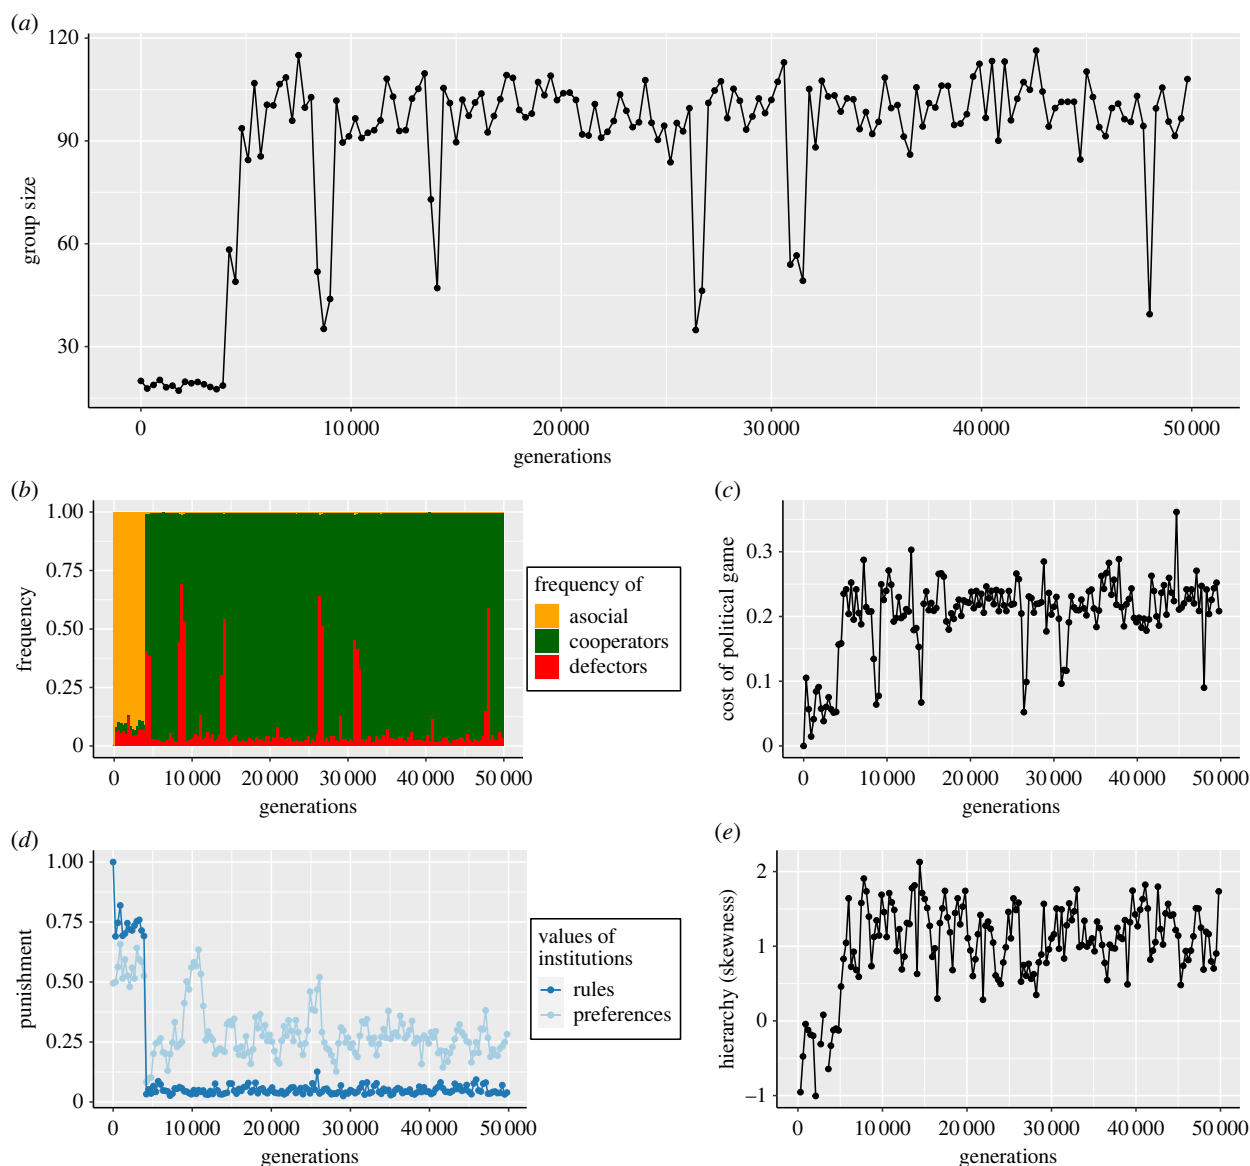 (a)
120
90
60
30
group size
0 10 000 20 000 30 000 40 000 50 000
generations
(b)
1.00
0.75
0.50
0.25
0
frequency
0 10 000 20 000 30 000 40 000 50 000
generations
frequency of
asocial
cooperators
defectors
(c)
0.3
0.2
0.1
0
cost of political game
0 10 000 20 000 30 000 40 000 50 000
generations
(d)
1.00
0.75
0.50
0.25
0
punishment
0 10 000 20 000 30 000 40 000 50 000
generations
values of
institutions
rules
preferences
(e)
2
1
0
−1
hierarchy (skewness)
0 10 000 20 000 30 000 40 000 50 000
generations